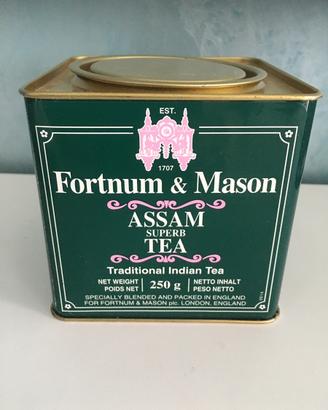 EST.
1707
Fortnum & Mason
ASSAM
SUPERB
TEA
Traditional Indian Tea
NET WEIGHT
POIDS NET
250 g
NETTO INHALT
PESO NETTO
SPECIALLY BLENDED AND PACKED IN ENGLAND
FOR FORTNUM & MASON plc. LONDON, ENGLAND